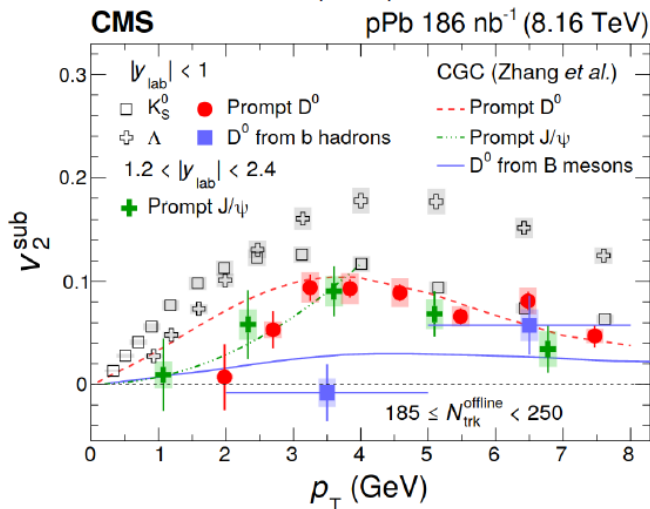 CMS pPb 186 nb⁻¹ (8.16 TeV)
|y_lab| < 1
K⁰_S
Prompt D⁰
Λ
D⁰ from b hadrons
1.2 < |y_lab| < 2.4
Prompt J/ψ
CGC (Zhang et al.)
Prompt D⁰
Prompt J/ψ
D⁰ from B mesons
185 ≤ N_trk^offline < 250
v₂^sub
0.3
0.2
0.1
0
0 1 2 3 4 5 6 7 8
p_T (GeV)